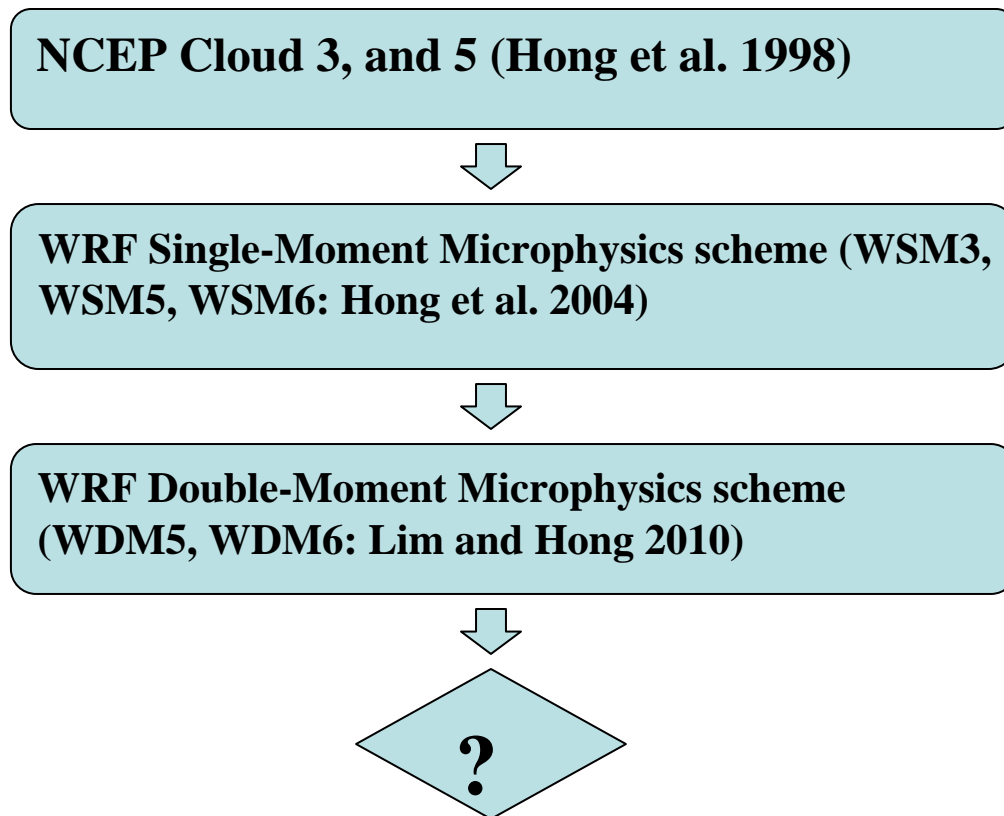 NCEP Cloud 3, and 5 (Hong et al. 1998)
WRF Single-Moment Microphysics scheme (WSM3,
WSM5, WSM6: Hong et al. 2004)
WRF Double-Moment Microphysics scheme
(WDM5, WDM6: Lim and Hong 2010)
?